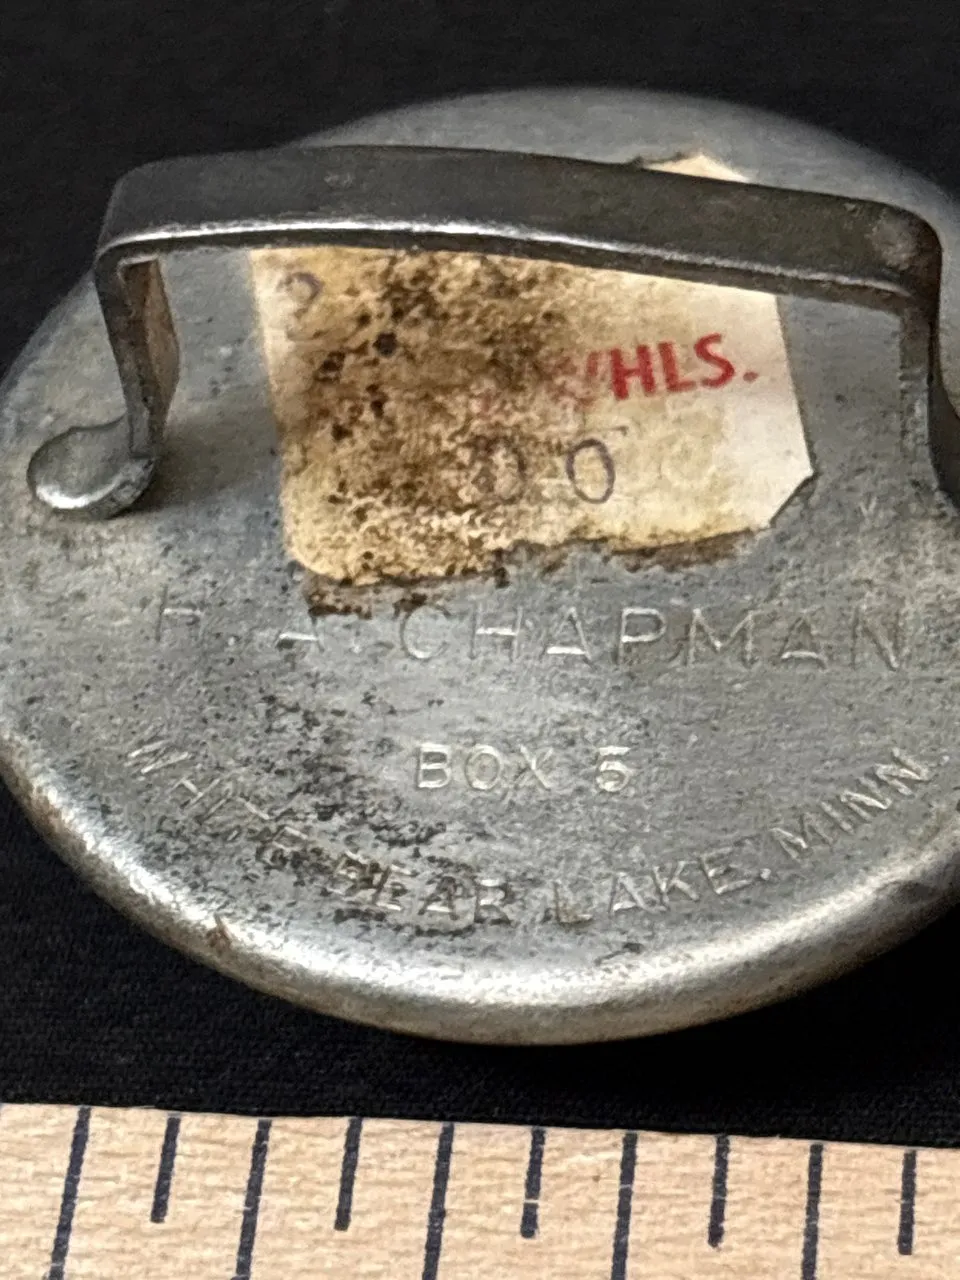 WHLS.
00
H. A. CHAPMAN
BOX 5
WHITE BEAR LAKE, MINN.